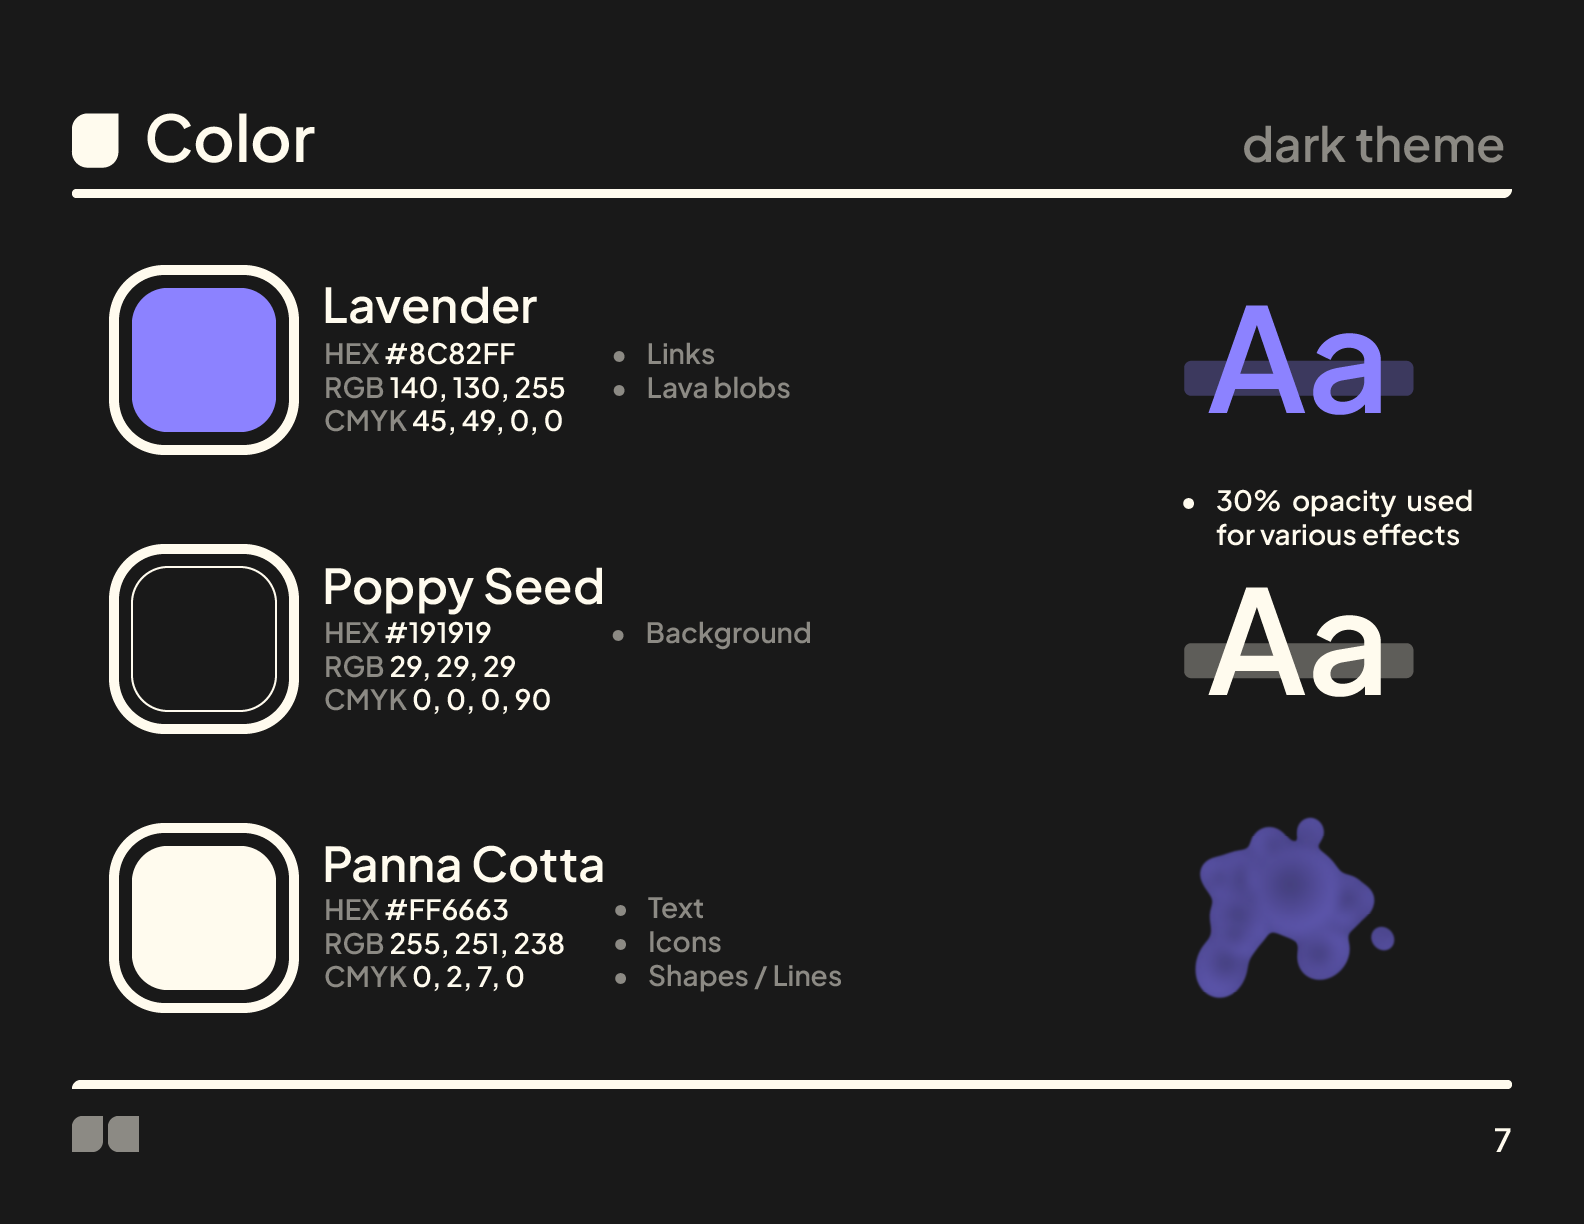 Color
dark theme
Lavender
HEX #8C82FF
RGB 140, 130, 255
CMYK 45, 49, 0, 0
• Links
• Lava blobs
Aa
• 30% opacity used
for various effects
Poppy Seed
HEX #191919
RGB 29, 29, 29
CMYK 0, 0, 0, 90
• Background
Aa
Panna Cotta
HEX #FF6663
RGB 255, 251, 238
CMYK 0, 2, 7, 0
• Text
• Icons
• Shapes / Lines
7